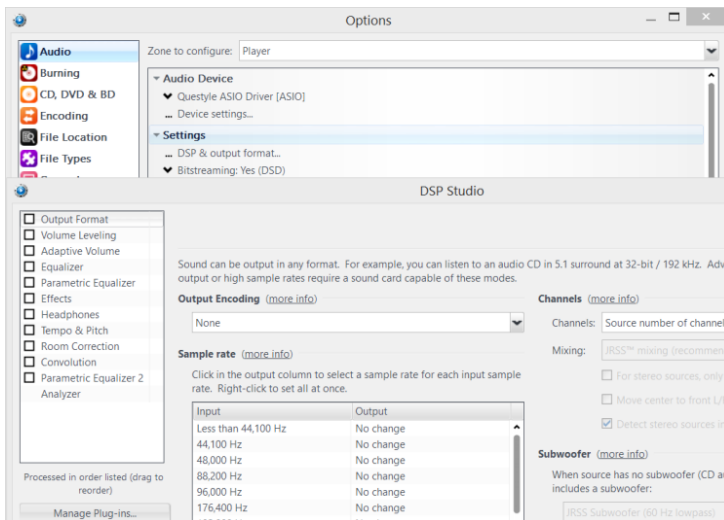 Options
Audio
Burning
CD, DVD & BD
Encoding
File Location
File Types
Zone to configure: Player
Audio Device
Questyle ASIO Driver [ASIO]
... Device settings...
Settings
... DSP & output format...
Bitstreaming: Yes (DSD)
DSP Studio
Output Format
Volume Leveling
Adaptive Volume
Equalizer
Parametric Equalizer
Effects
Headphones
Tempo & Pitch
Room Correction
Convolution
Parametric Equalizer 2
Analyzer
Processed in order listed (drag to
reorder)
Manage Plug-ins...
Sound can be output in any format. For example, you can listen to an audio CD in 5.1 surround at 32-bit / 192 kHz. Adv
output or high sample rates require a sound card capable of these modes.
Output Encoding (more info)
None
Sample rate (more info)
Click in the output column to select a sample rate for each input sample
rate. Right-click to set all at once.
Input Output
Less than 44,100 Hz No change
44,100 Hz No change
48,000 Hz No change
88,200 Hz No change
96,000 Hz No change
176,400 Hz No change
Channels (more info)
Channels: Source number of channel
Mixing: JRSS™ mixing (recommen
For stereo sources, only
Move center to front L/
Detect stereo sources in
Subwoofer (more info)
When source has no subwoofer (CD a
includes a subwoofer:
JRSS Subwoofer (60 Hz lowpass)